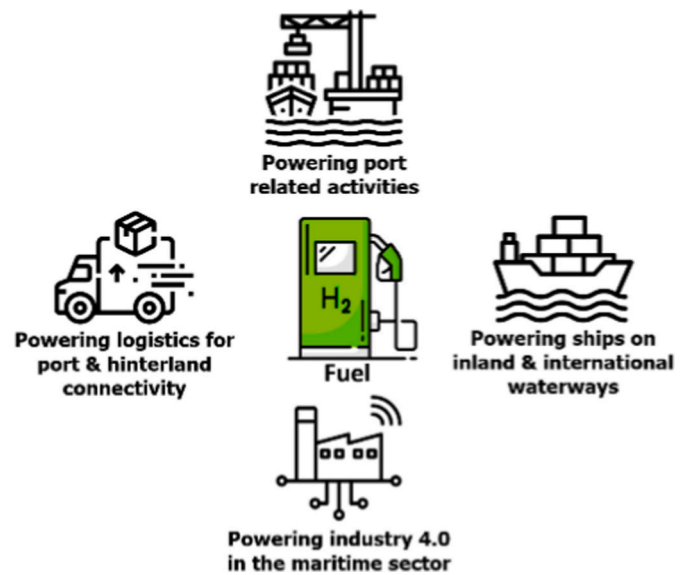 Powering port
related activities
Powering logistics for
port & hinterland
connectivity
H2
Fuel
Powering ships on
inland & international
waterways
Powering industry 4.0
in the maritime sector